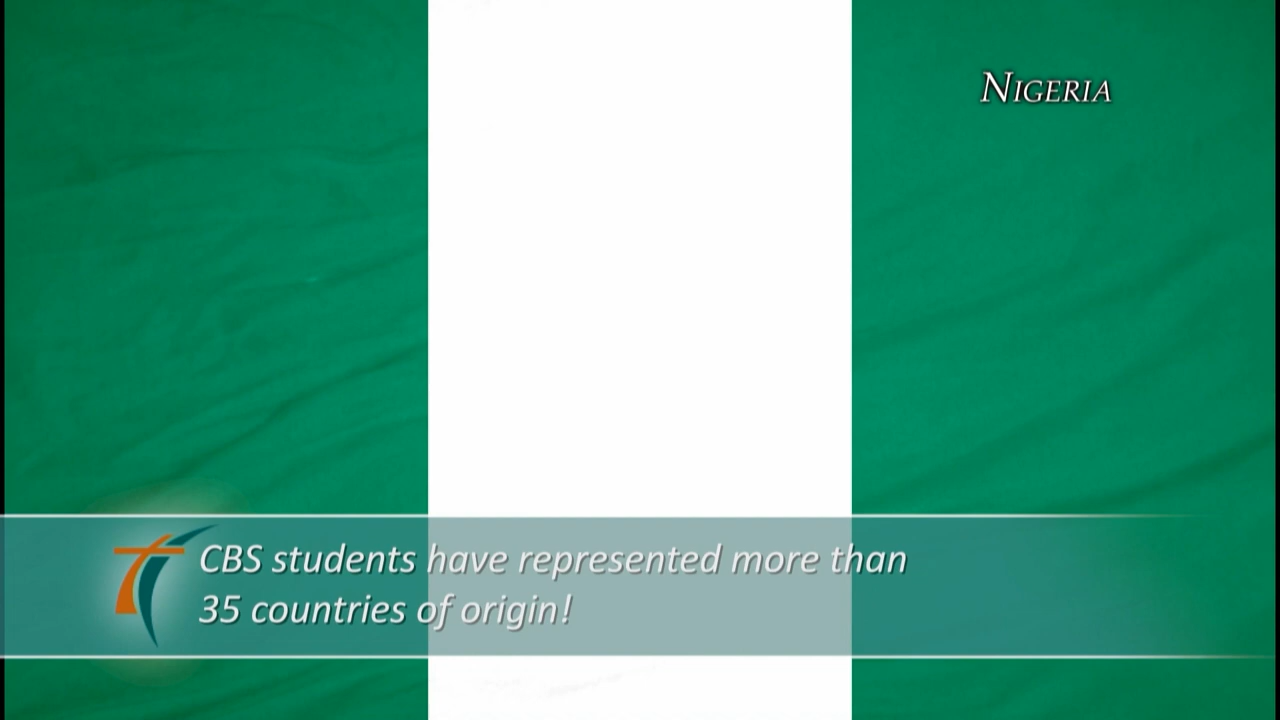 NIGERIA
CBS students have represented more than
35 countries of origin!